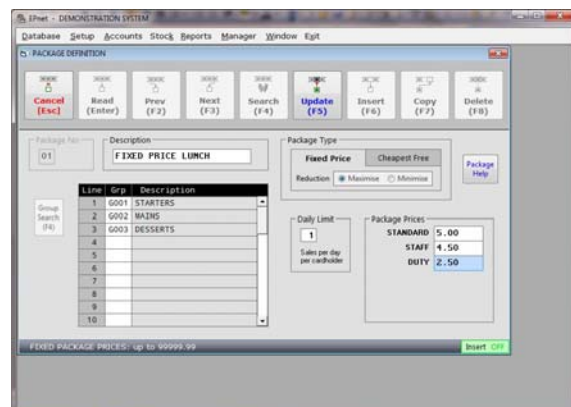 EPnet - DEMONSTRATION SYSTEM
Database Setup Accounts Stock Reports Manager Window Exit
PACKAGE DEFINITION
Cancel [Esc] Read (Enter) Prev (F2) Next (F3) Search (F4) Update (F5) Insert (F6) Copy (F7) Delete (F8)
Package No Description Package Type
01 FIXED PRICE LUNCH Fixed Price Cheapest Free
Reduction Maximise Minimise
Package Help
Line Grp Description
1 G001 STARTERS
2 G002 MAINS
3 G003 DESSERTS
4
5
6
7
8
9
10
Group Search (F4)
Daily Limit
1
Sales per day
per cardholder
Package Prices
STANDARD 5.00
STAFF 4.50
DUTY 2.50
FIXED PACKAGE PRICES: up to 99999.99 Insert OFF